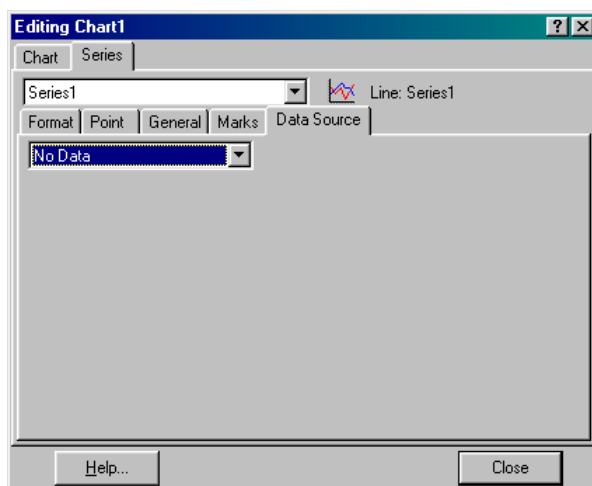 Editing Chart1
Chart Series
Series1 Line: Series1
Format Point General Marks Data Source
No Data
Help... Close